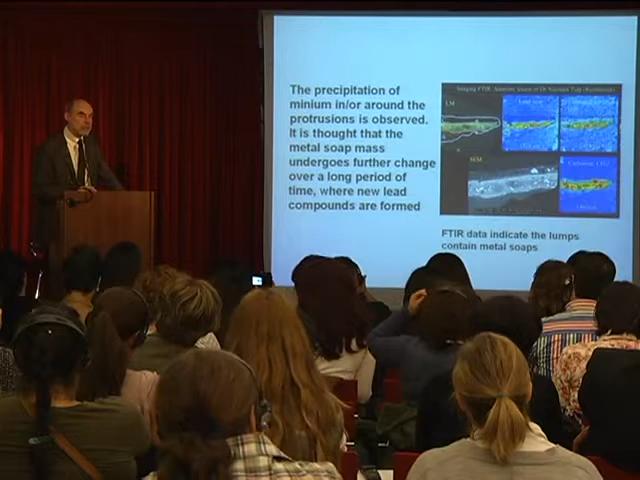 The precipitation of
minium in/or around the
protrusions is observed.
It is thought that the
metal soap mass
undergoes further change
over a long period of
time, where new lead
compounds are formed
LM
SEM
FTIR data indicate the lumps
contain metal soaps